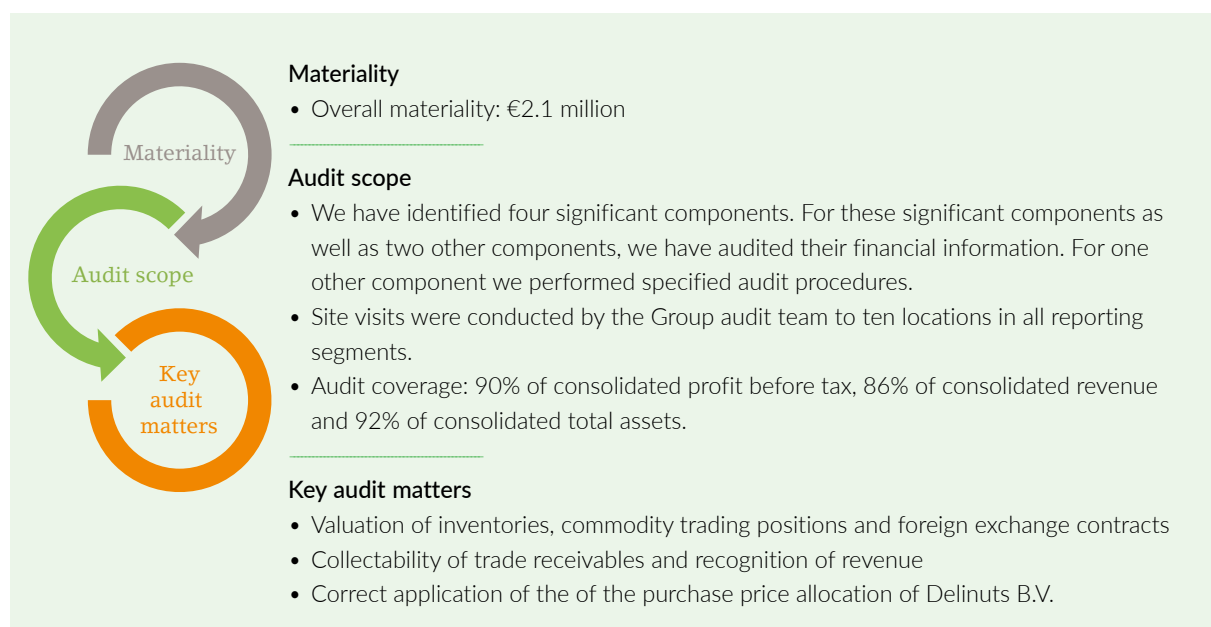 Materiality
Audit scope
Key
audit
matters
Materiality
• Overall materiality: €2.1 million
Audit scope
• We have identified four significant components. For these significant components as
well as two other components, we have audited their financial information. For one
other component we performed specified audit procedures.
• Site visits were conducted by the Group audit team to ten locations in all reporting
segments.
• Audit coverage: 90% of consolidated profit before tax, 86% of consolidated revenue
and 92% of consolidated total assets.
Key audit matters
• Valuation of inventories, commodity trading positions and foreign exchange contracts
• Collectability of trade receivables and recognition of revenue
• Correct application of the of the purchase price allocation of Delinuts B.V.